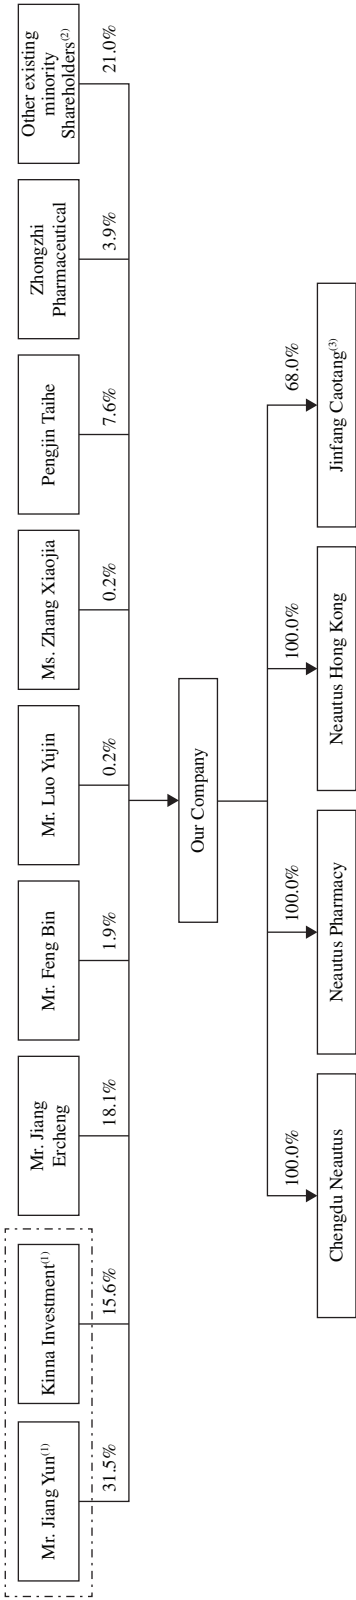 Mr. Jiang Yun(1)
Kinna Investment(1)
Mr. Jiang
Ercheng
Mr. Feng Bin
Mr. Luo Yujin
Ms. Zhang Xiaojia
Pengjin Taihe
Zhongzhi
Pharmaceutical
Other existing
minority
Shareholders(2)
31.5%
15.6%
18.1%
1.9%
0.2%
0.2%
7.6%
3.9%
21.0%
Our Company
100.0%
100.0%
100.0%
68.0%
Chengdu Neautus
Neautus Pharmacy
Neautus Hong Kong
Jinfang Caotang(3)